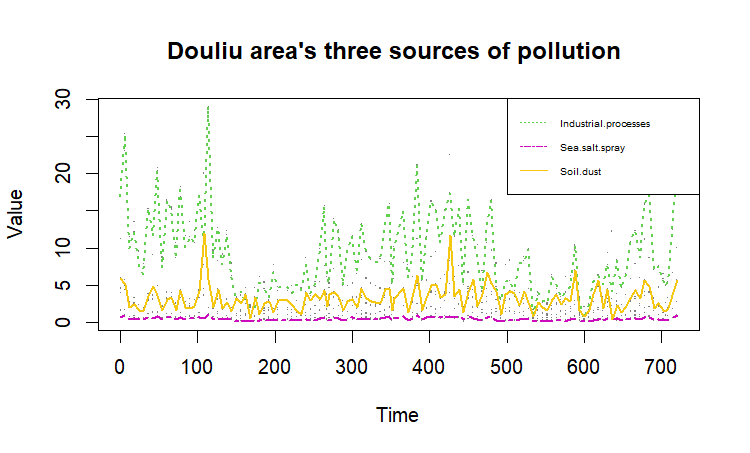 Douliu area's three sources of pollution
Value
30
20
10
5
0
Industrial.processes
Sea.salt.spray
Soil.dust
0 100 200 300 400 500 600 700
Time